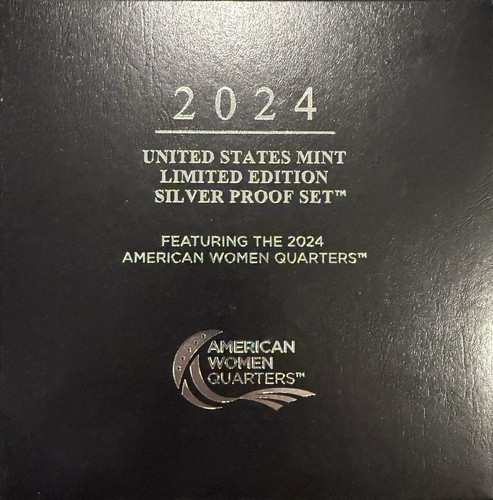 2024
UNITED STATES MINT
LIMITED EDITION
SILVER PROOF SET™
FEATURING THE 2024
AMERICAN WOMEN QUARTERS™
AMERICAN
WOMEN
QUARTERS™